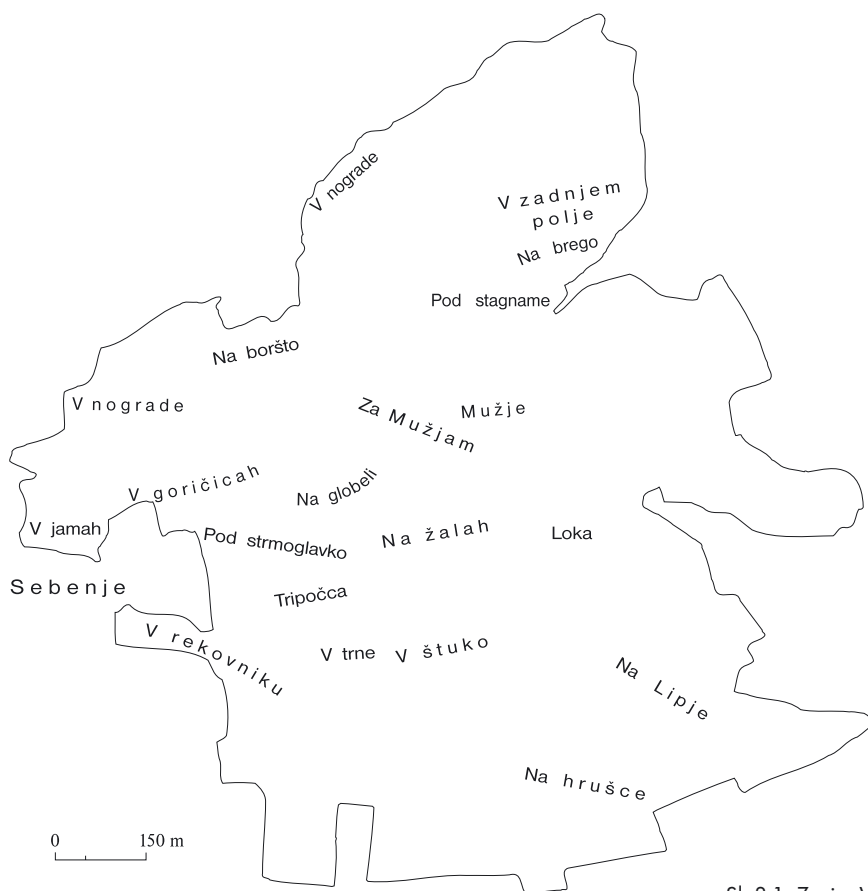 V nograde
V zadnjem
polje
Na brego
Pod stagname
Na boršto
V nograde
Za Mužjam
Mužje
V goričicah
Na globeli
V jamah
Pod strmoglavko
Na žalah
Loka
Sebenje
Tripočca
V rekovniku
V trne
V štuko
Na Lipje
Na hrušce
0 150 m